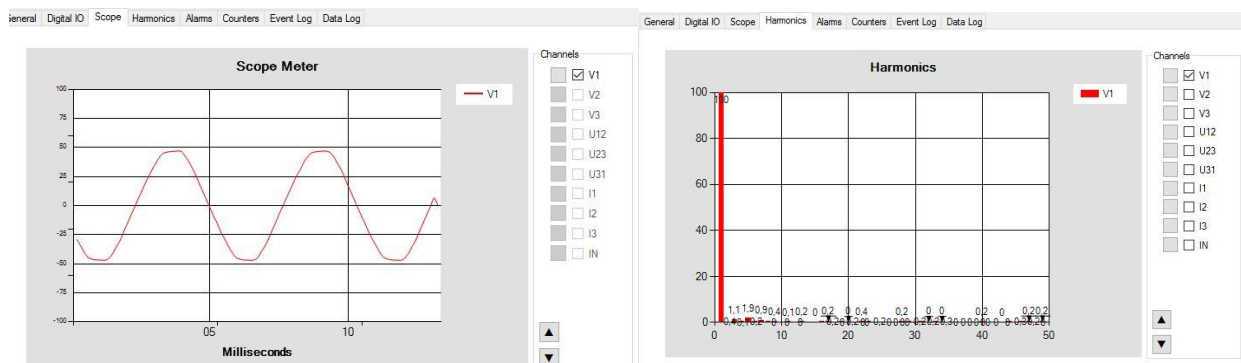 General Digital IO Scope Harmonics Alarms Counters Event Log Data Log
Scope Meter
100
75
50
25
0
-25
-50
-75
-100
05 10
Milliseconds
V1
Channels
V1
V2
V3
U12
U23
U31
I1
I2
I3
IN
General Digital IO Scope Harmonics Alarms Counters Event Log Data Log
Harmonics
100
80
60
40
20
0
100
1,1 1,9 0,9 0,4 0,1 0,2 0 0,2 0 0,4 0,2 0 0 0,2 0 0,2 0,2
0 10 20 30 40 50
V1
Channels
V1
V2
V3
U12
U23
U31
I1
I2
I3
IN